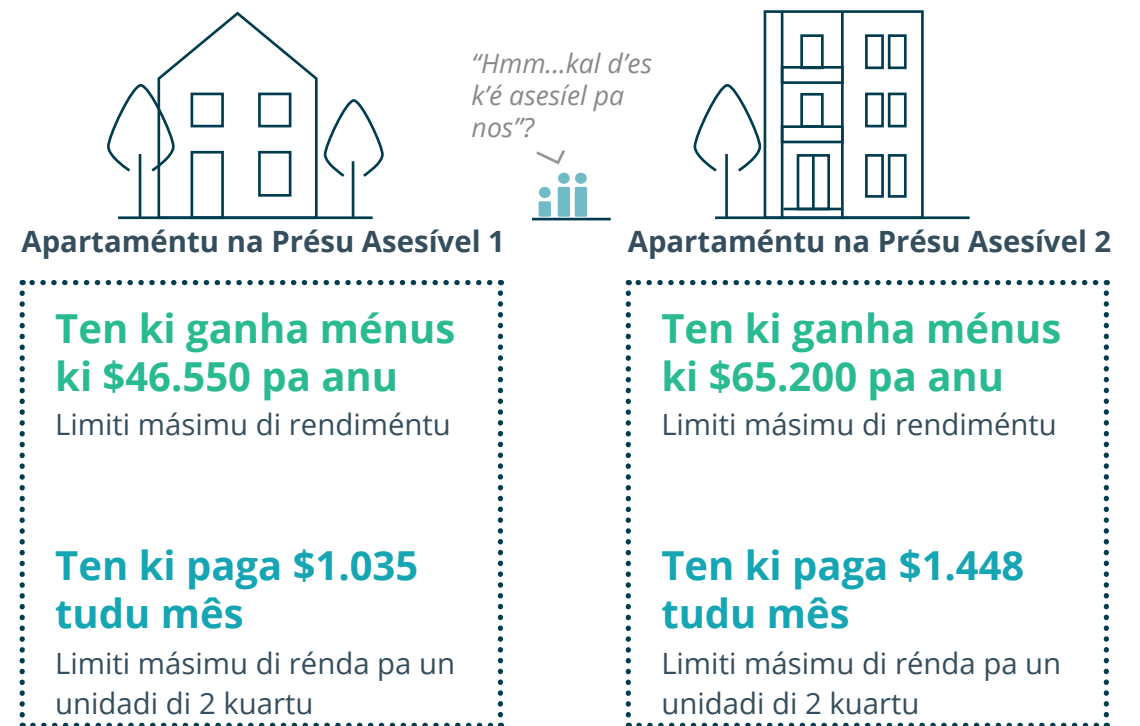 “Hmm...kal d’es
k’é asesíel pa
nos”?
Apartaméntu na Présu Asesível 1
Ten ki ganha ménus
ki $46.550 pa anu
Limiti másimu di rendiméntu
Ten ki paga $1.035
tudu mês
Limiti másimu di rénda pa un
unidadi di 2 kuartu
Apartaméntu na Présu Asesível 2
Ten ki ganha ménus
ki $65.200 pa anu
Limiti másimu di rendiméntu
Ten ki paga $1.448
tudu mês
Limiti másimu di rénda pa un
unidadi di 2 kuartu